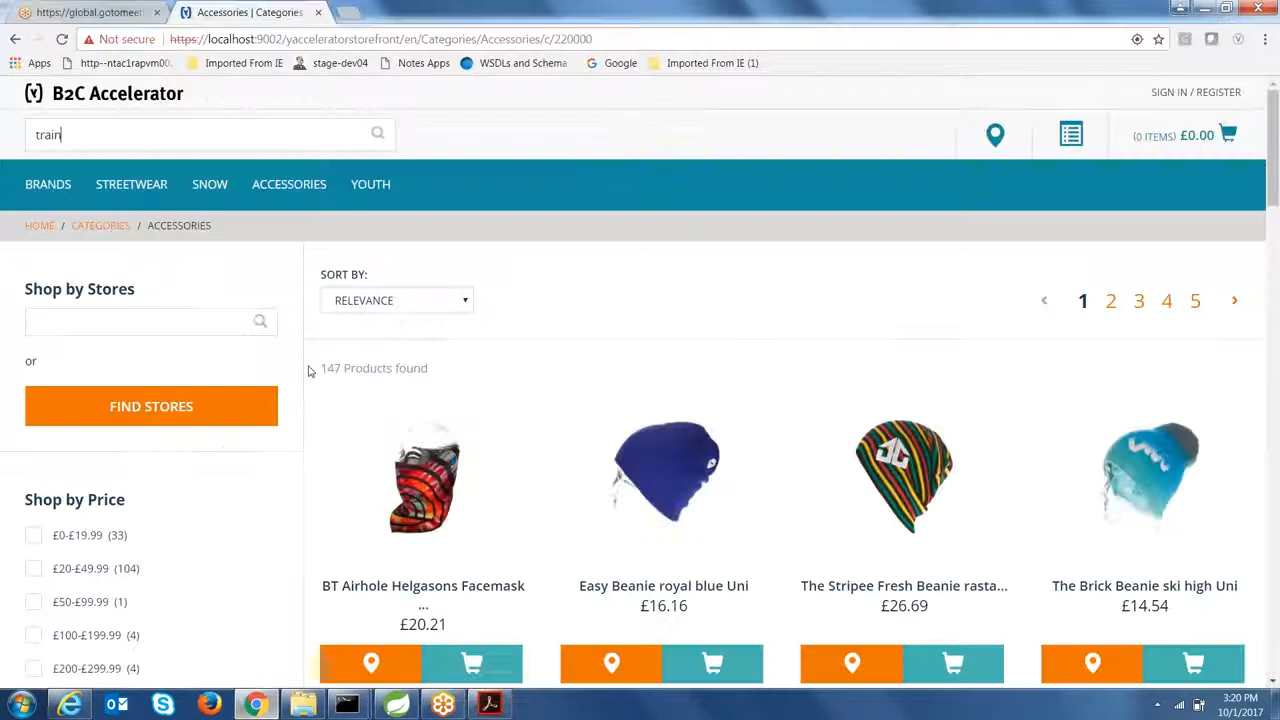 https://global.gotomeeti
Accessories | Categories
Not secure https://localhost:9002/yacceleratorstorefront/en/Categories/Accessories/c/220000
Apps http--ntac1rapvm00. Imported From IE stage-dev04 Notes Apps WSDLs and Schema Google Imported From IE (1)
B2C Accelerator
SIGN IN / REGISTER
train
(0 ITEMS) £0.00
BRANDS STREETWEAR SNOW ACCESSORIES YOUTH
HOME / CATEGORIES / ACCESSORIES
Shop by Stores
or
FIND STORES
Shop by Price
£0-£19.99 (33)
£20-£49.99 (104)
£50-£99.99 (1)
£100-£199.99 (4)
£200-£299.99 (4)
SORT BY:
RELEVANCE
1 2 3 4 5
147 Products found
BT Airhole Helgasons Facemask
...
£20.21
Easy Beanie royal blue Uni
£16.16
The Stripee Fresh Beanie rasta...
£26.69
The Brick Beanie ski high Uni
£14.54
3:20 PM
10/1/2017